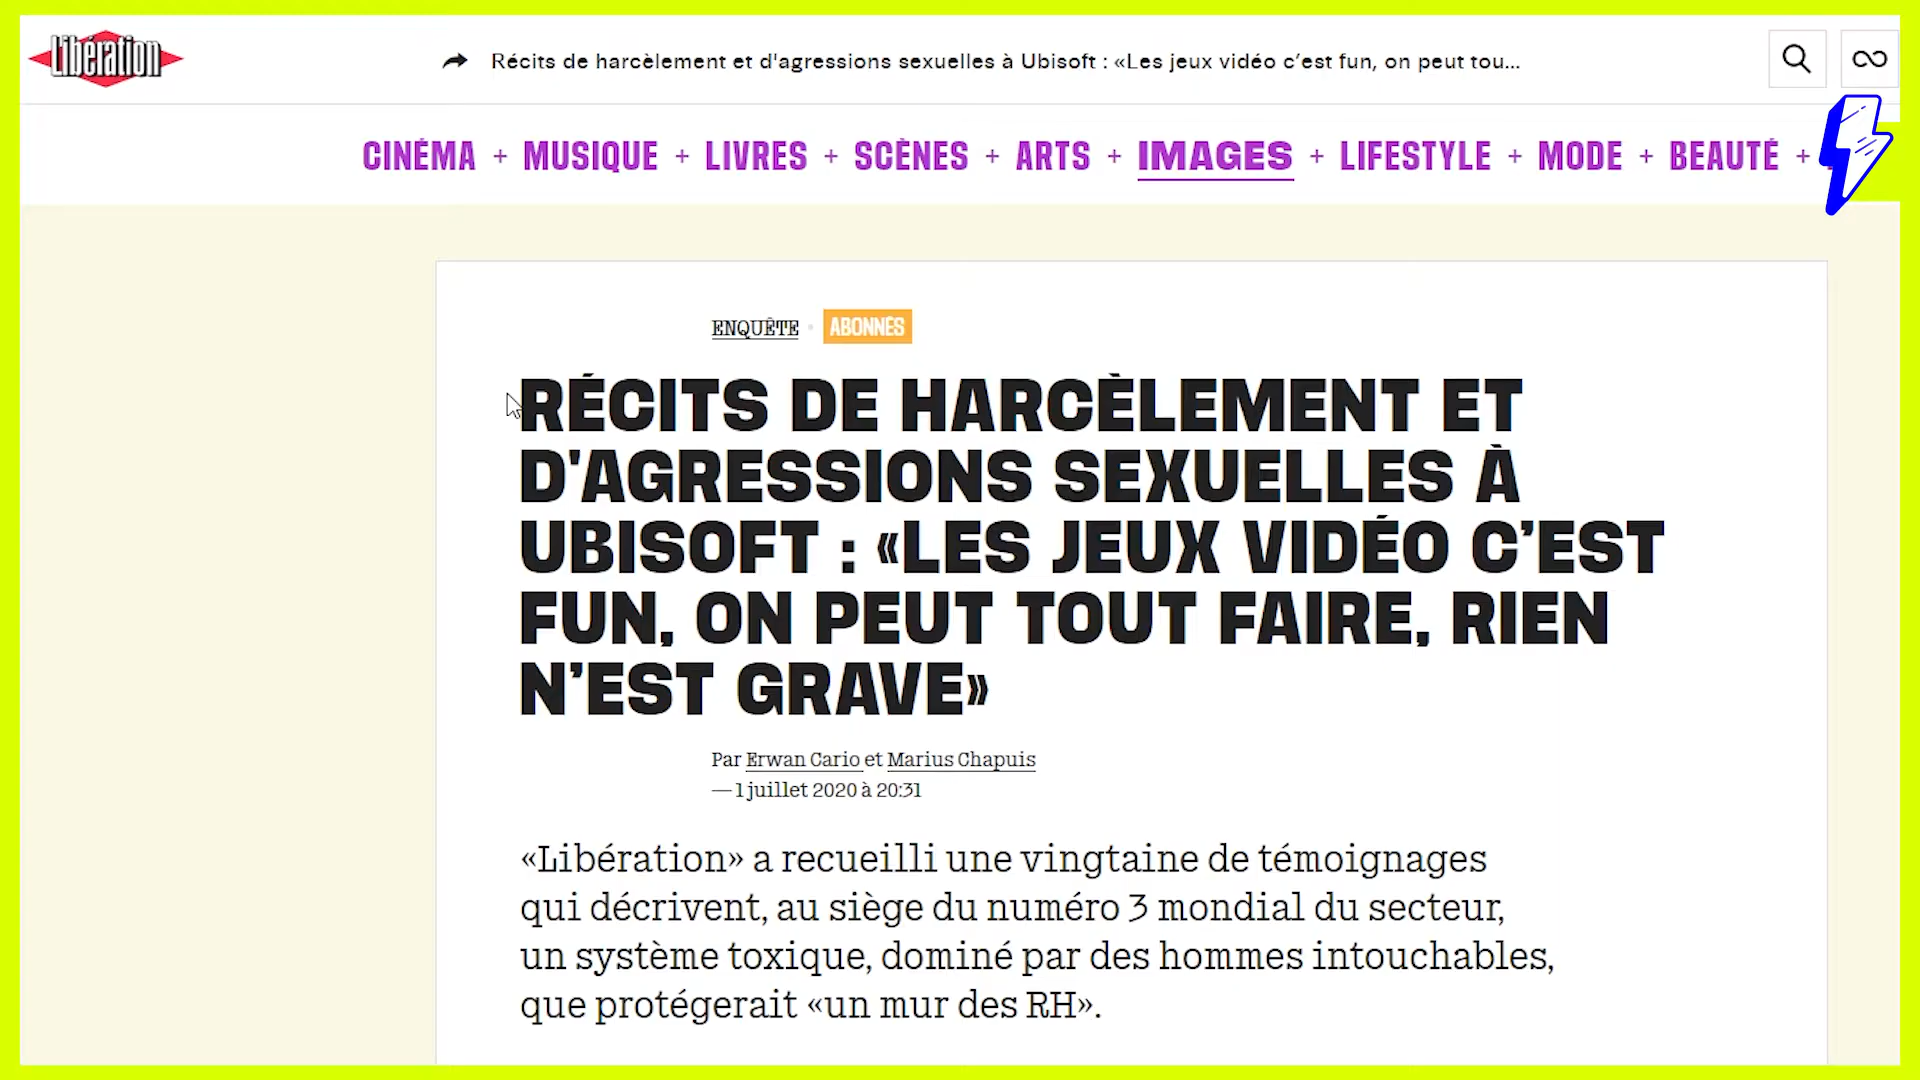 Libération
Récits de harcèlement et d'agressions sexuelles à Ubisoft : «Les jeux vidéo c’est fun, on peut tou...
CINÉMA + MUSIQUE + LIVRES + SCÈNES + ARTS + IMAGES + LIFESTYLE + MODE + BEAUTÉ +
ENQUÊTE ABONNÉS
RÉCITS DE HARCÈLEMENT ET
D'AGRESSIONS SEXUELLES À
UBISOFT : «LES JEUX VIDÉO C’EST
FUN, ON PEUT TOUT FAIRE, RIEN
N’EST GRAVE»
Par Erwan Cario et Marius Chapuis
— 1 juillet 2020 à 20:31
«Libération» a recueilli une vingtaine de témoignages
qui décrivent, au siège du numéro 3 mondial du secteur,
un système toxique, dominé par des hommes intouchables,
que protégerait «un mur des RH».